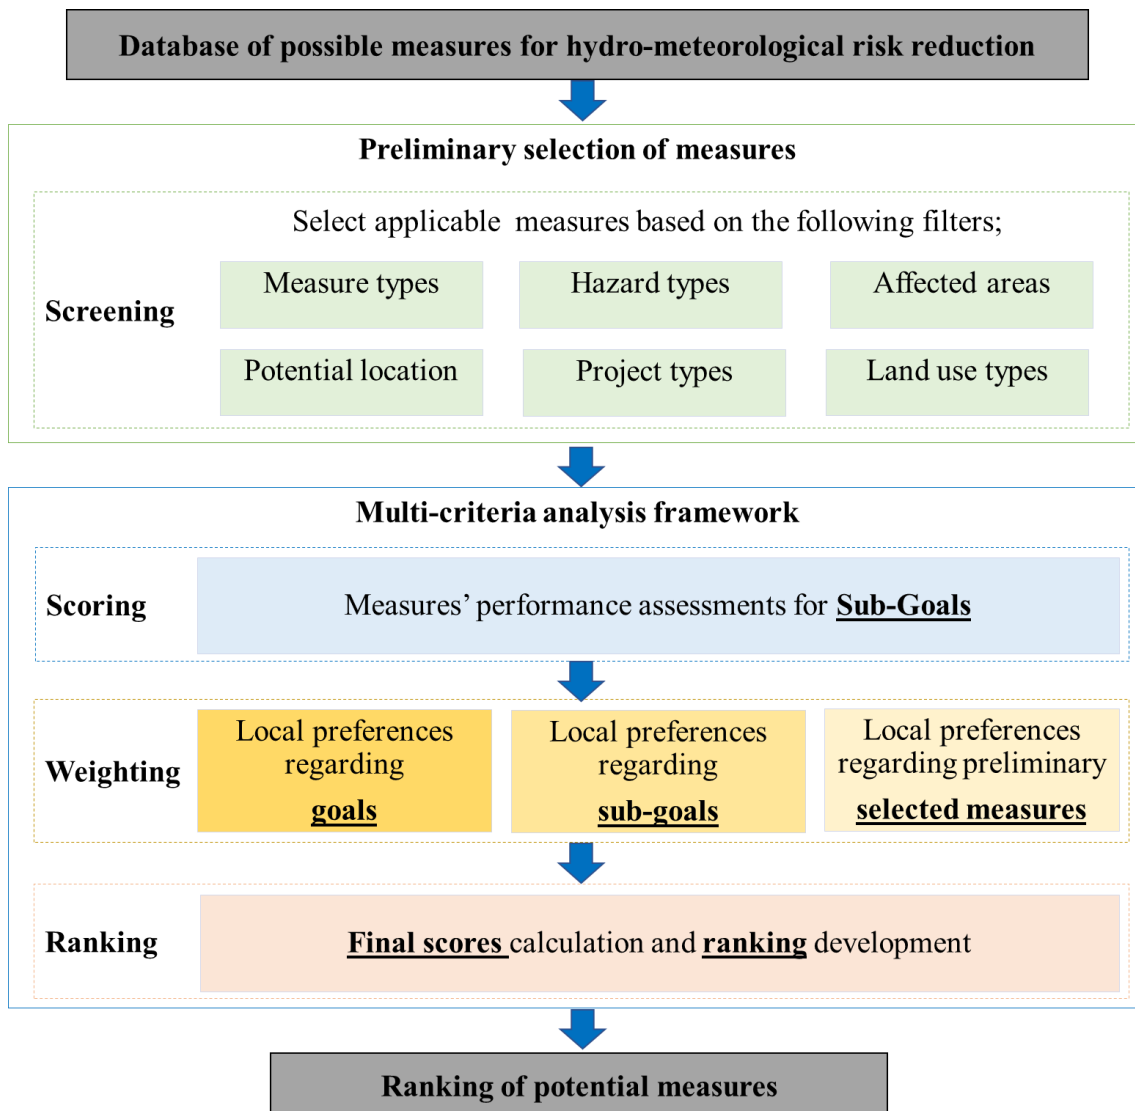 Database of possible measures for hydro-meteorological risk reduction
Preliminary selection of measures
Select applicable measures based on the following filters;
Screening
Measure types
Hazard types
Affected areas
Potential location
Project types
Land use types
Multi-criteria analysis framework
Scoring
Measures’ performance assessments for Sub-Goals
Weighting
Local preferences
regarding
goals
Local preferences
regarding
sub-goals
Local preferences
regarding preliminary
selected measures
Ranking
Final scores calculation and ranking development
Ranking of potential measures